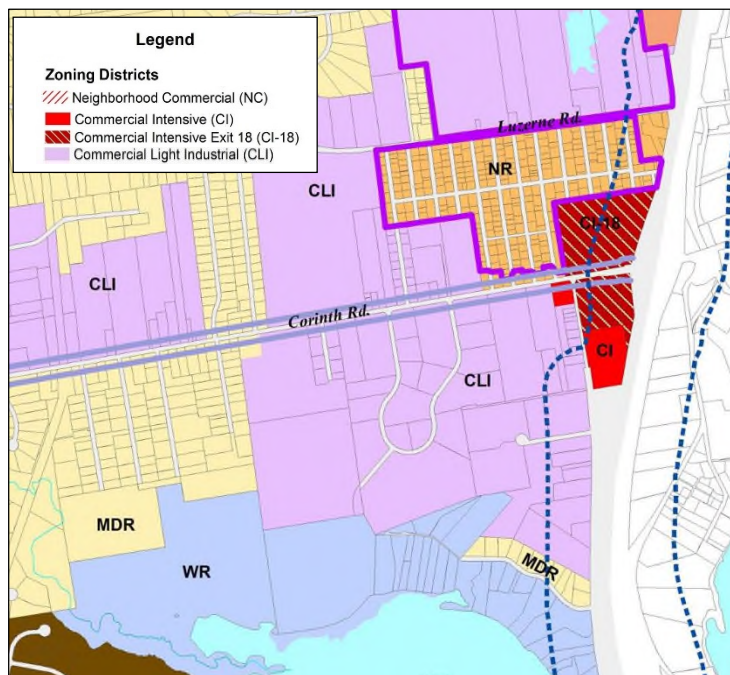 Legend
Zoning Districts
Neighborhood Commercial (NC)
Commercial Intensive (CI)
Commercial Intensive Exit 18 (CI-18)
Commercial Light Industrial (CLI)
Luzerne Rd.
NR
CLI
CI-18
CLI
Corinth Rd.
CI
CLI
MDR
WR
MDR